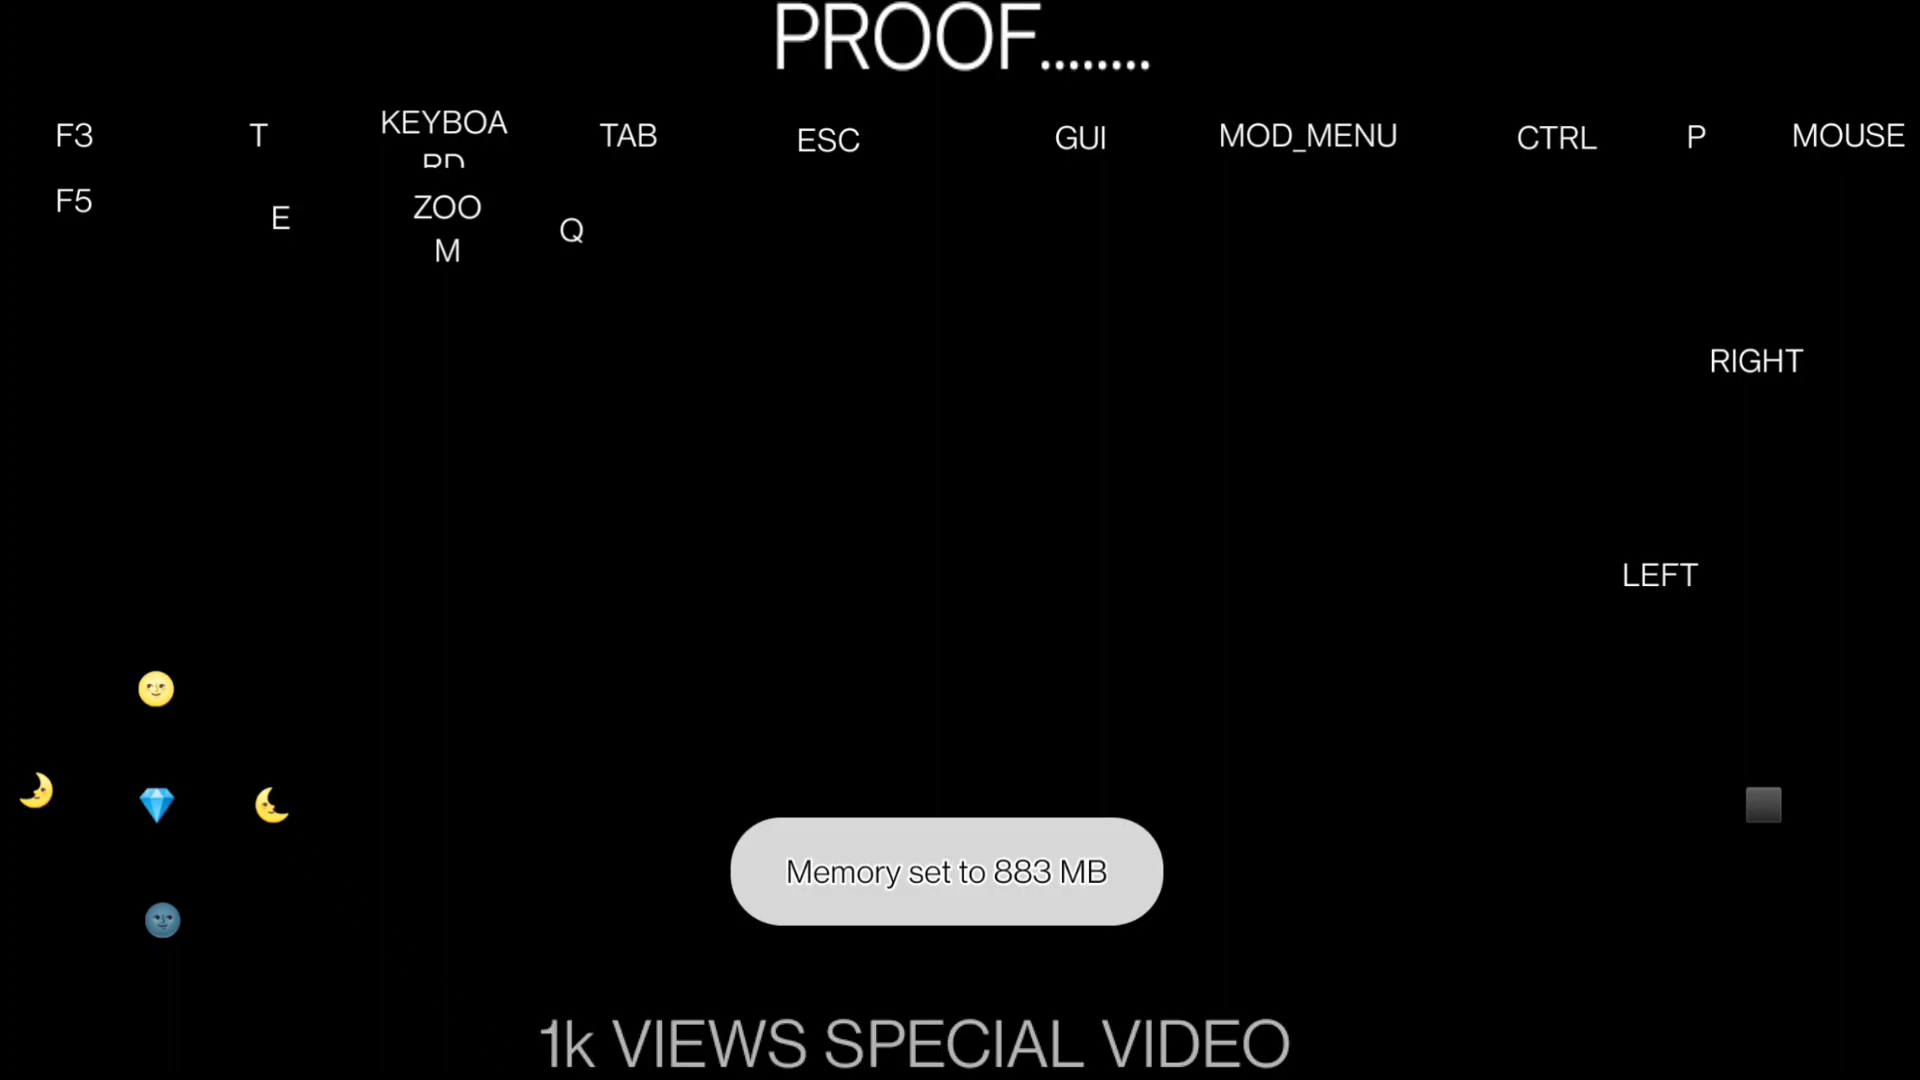 PROOF........
F3 T KEYBOA TAB ESC GUI MOD_MENU CTRL P MOUSE
RD
F5 E ZOO Q
M
RIGHT
LEFT
Memory set to 883 MB
1k VIEWS SPECIAL VIDEO